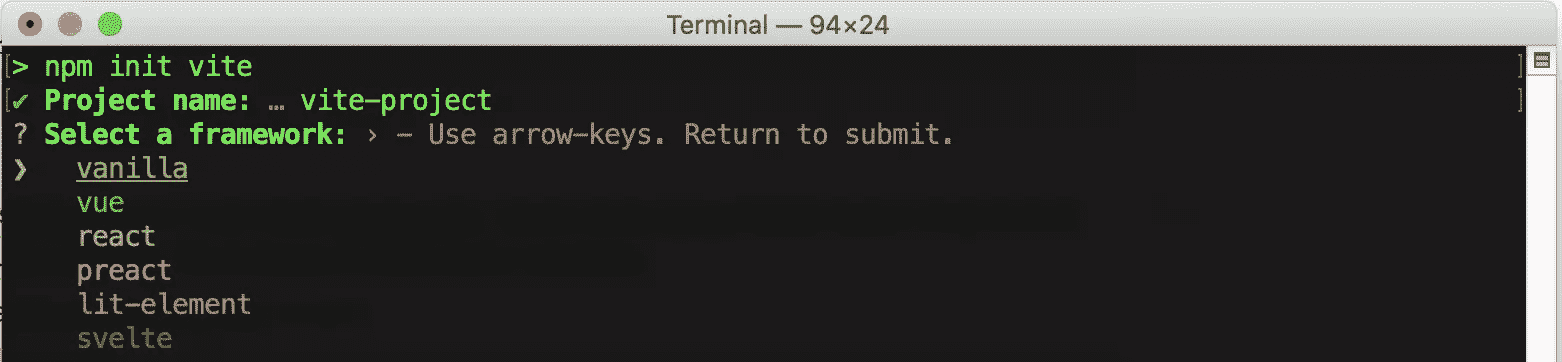 Terminal — 94×24
[> npm init vite ]
[✔ Project name: … vite-project ]
? Select a framework: › - Use arrow-keys. Return to submit.
❯ vanilla
vue
react
preact
lit-element
svelte